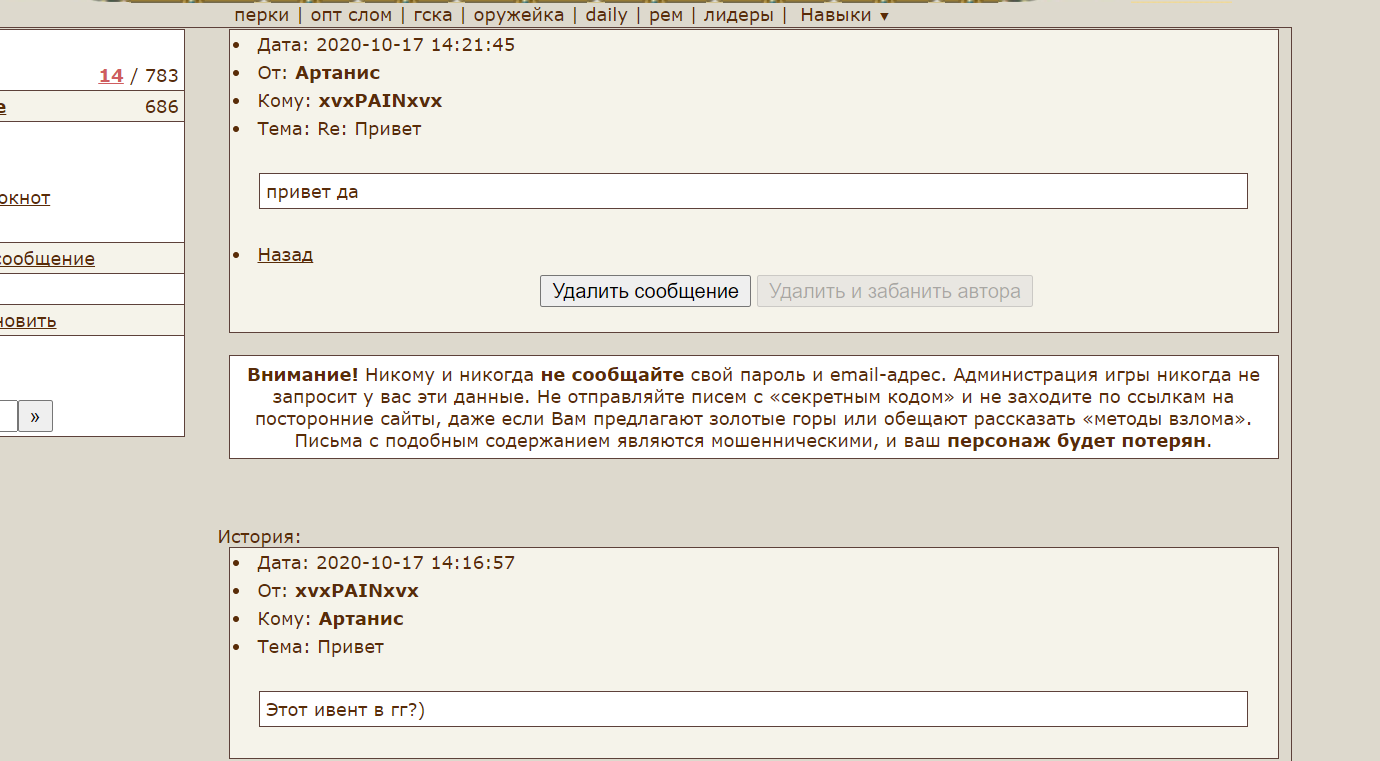 перки | опт слом | гска | оружейка | daily | рем | лидеры | Навыки ▼
14 / 783
е 686
окнот
сообщение
новить
»
Дата: 2020-10-17 14:21:45
От: Артанис
Кому: xvxPAINxvx
Тема: Re: Привет
привет да
Назад
Удалить сообщение Удалить и забанить автора
Внимание! Никому и никогда не сообщайте свой пароль и email-адрес. Администрация игры никогда не
запросит у вас эти данные. Не отправляйте писем с «секретным кодом» и не заходите по ссылкам на
посторонние сайты, даже если Вам предлагают золотые горы или обещают рассказать «методы взлома».
Письма с подобным содержанием являются мошенническими, и ваш персонаж будет потерян.
История:
Дата: 2020-10-17 14:16:57
От: xvxPAINxvx
Кому: Артанис
Тема: Привет
Этот ивент в гг?)